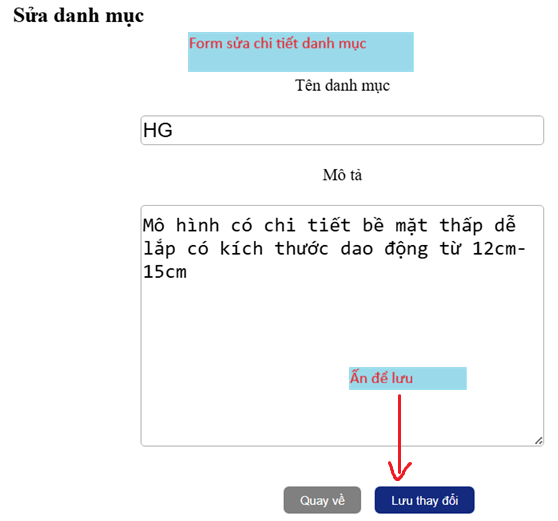 Sửa danh mục
Form sửa chi tiết danh mục
Tên danh mục
HG
Mô tả
Mô hình có chi tiết bề mặt thấp dễ
lắp có kích thước dao động từ 12cm-
15cm
Ấn để lưu
Quay về
Lưu thay đổi